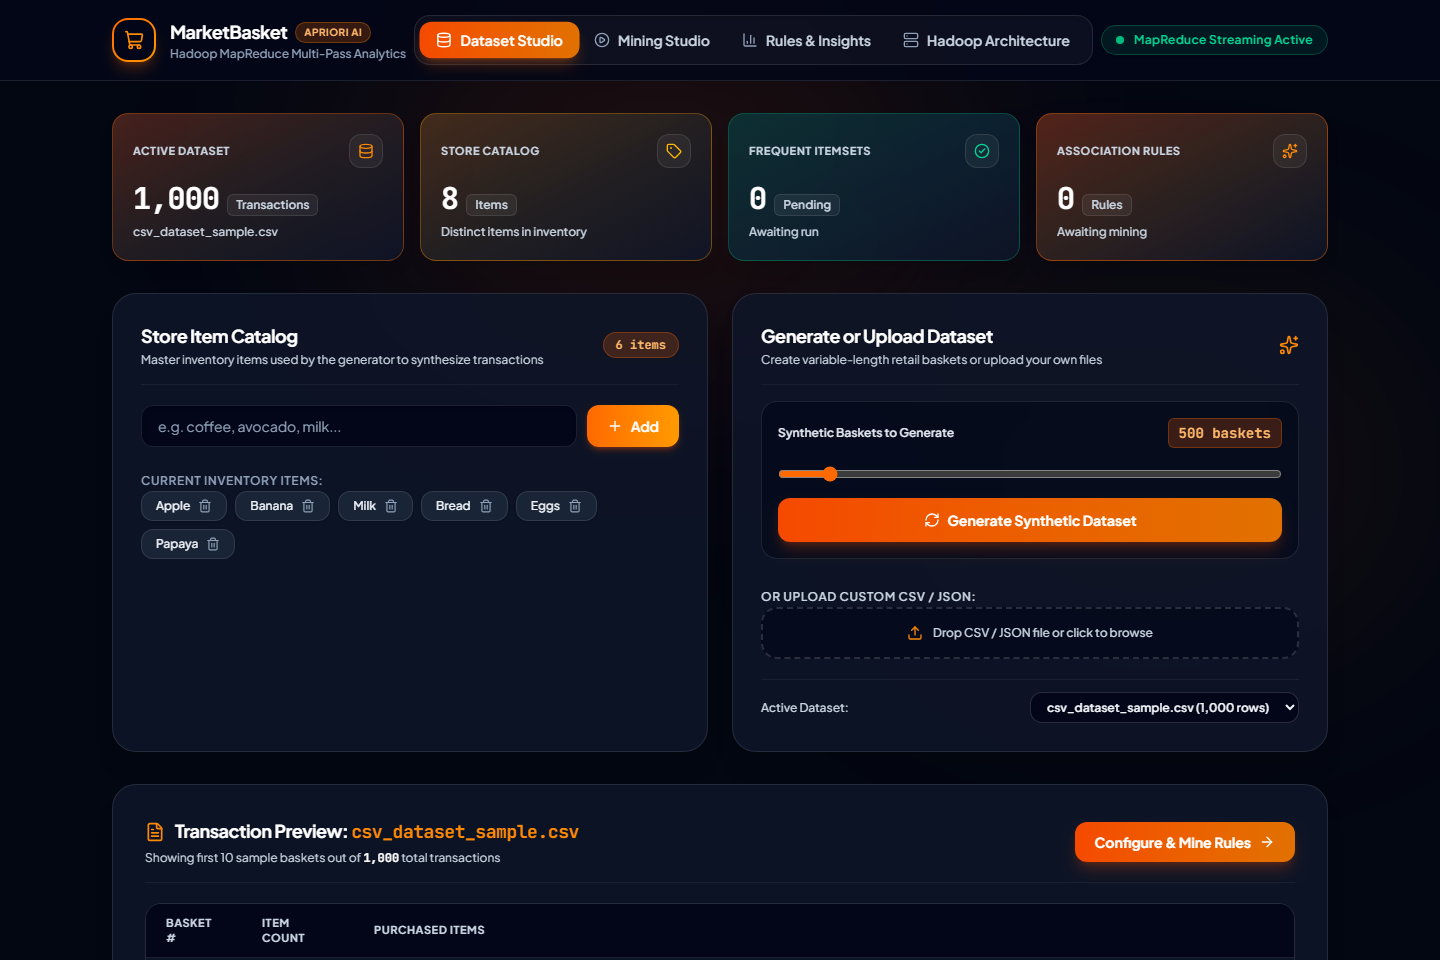 MarketBasket APRIORI AI
Hadoop MapReduce Multi-Pass Analytics
Dataset Studio
Mining Studio
Rules & Insights
Hadoop Architecture
MapReduce Streaming Active
ACTIVE DATASET
1,000 Transactions
csv_dataset_sample.csv
STORE CATALOG
8 Items
Distinct items in inventory
FREQUENT ITEMSETS
0 Pending
Awaiting run
ASSOCIATION RULES
0 Rules
Awaiting mining
Store Item Catalog
Master inventory items used by the generator to synthesize transactions
6 items
e.g. coffee, avocado, milk...
Add
CURRENT INVENTORY ITEMS:
Apple
Banana
Milk
Bread
Eggs
Papaya
Generate or Upload Dataset
Create variable-length retail baskets or upload your own files
Synthetic Baskets to Generate
500 baskets
Generate Synthetic Dataset
OR UPLOAD CUSTOM CSV / JSON:
Drop CSV / JSON file or click to browse
Active Dataset:
csv_dataset_sample.csv (1,000 rows)
Transaction Preview: csv_dataset_sample.csv
Showing first 10 sample baskets out of 1,000 total transactions
Configure & Mine Rules
BASKET
#
ITEM
COUNT
PURCHASED ITEMS